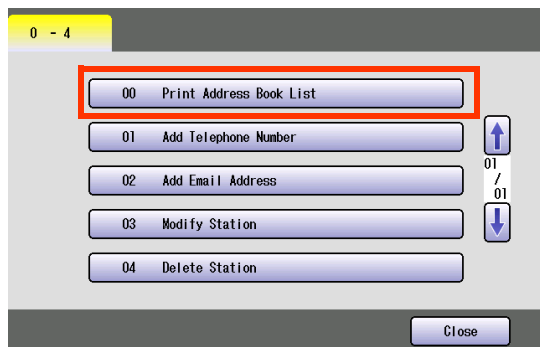 0 - 4
00 Print Address Book List
01 Add Telephone Number
02 Add Email Address
03 Modify Station
04 Delete Station
01
/
01
Close